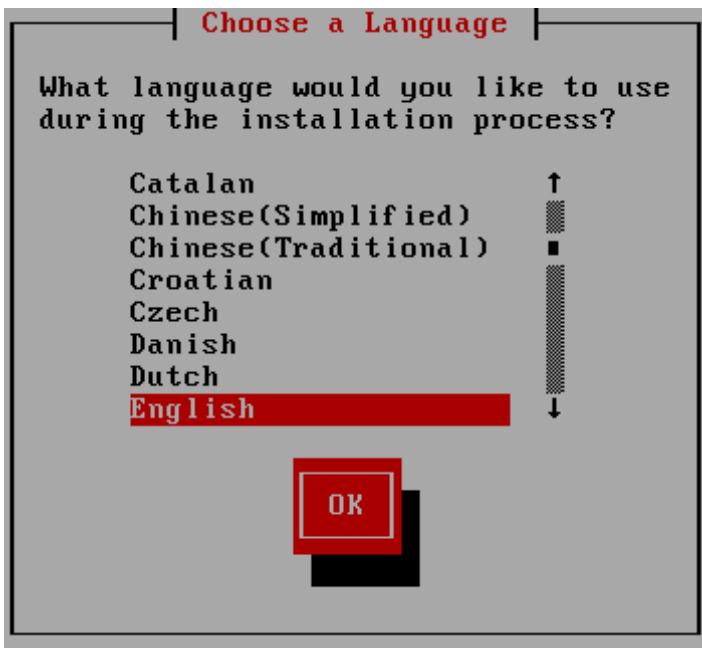 Choose a Language
What language would you like to use
during the installation process?
Catalan
Chinese(Simplified)
Chinese(Traditional)
Croatian
Czech
Danish
Dutch
English
OK